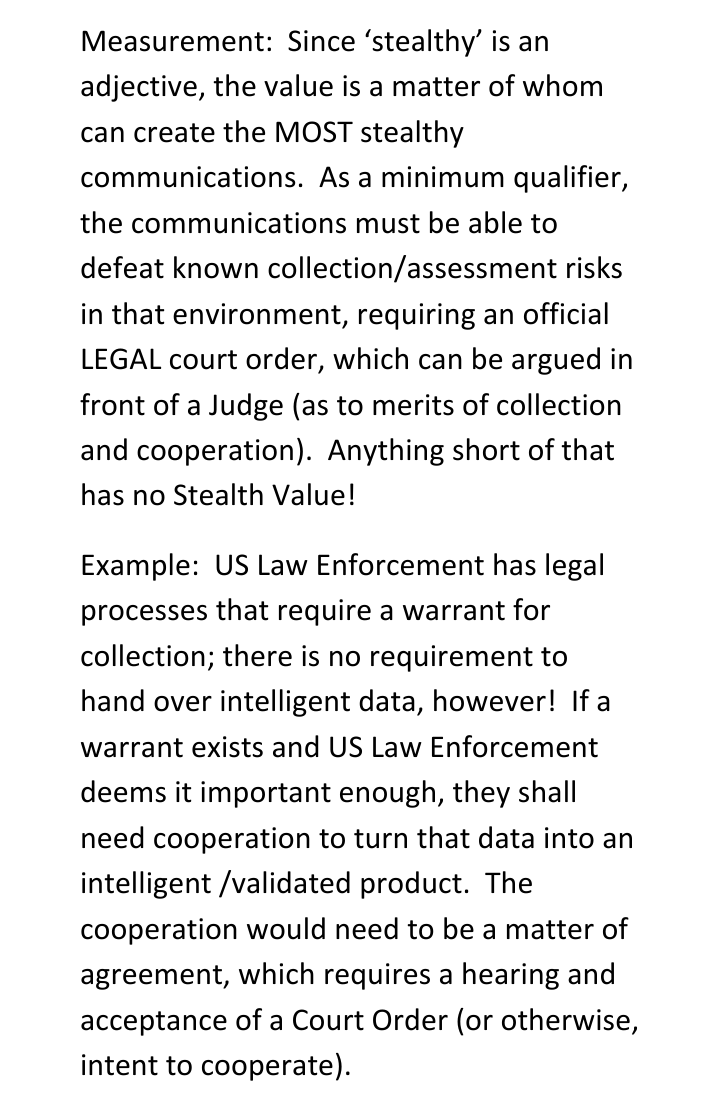 Measurement:  Since ‘stealthy’ is an
adjective, the value is a matter of whom
can create the MOST stealthy
communications.  As a minimum qualifier,
the communications must be able to
defeat known collection/assessment risks
in that environment, requiring an official
LEGAL court order, which can be argued in
front of a Judge (as to merits of collection
and cooperation).  Anything short of that
has no Stealth Value!
Example:  US Law Enforcement has legal
processes that require a warrant for
collection; there is no requirement to
hand over intelligent data, however!  If a
warrant exists and US Law Enforcement
deems it important enough, they shall
need cooperation to turn that data into an
intelligent /validated product.  The
cooperation would need to be a matter of
agreement, which requires a hearing and
acceptance of a Court Order (or otherwise,
intent to cooperate).